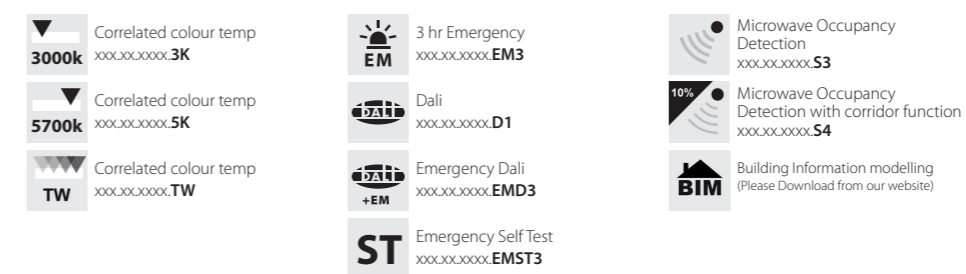 3000k
Correlated colour temp
xxx.xx.xxxx.3K
5700k
Correlated colour temp
xxx.xx.xxxx.5K
TW
Correlated colour temp
xxx.xx.xxxx.TW
EM
3 hr Emergency
xxx.xx.xxxx.EM3
DALI
Dali
xxx.xx.xxxx.D1
DALI
+EM
Emergency Dali
xxx.xx.xxxx.EMD3
ST
Emergency Self Test
xxx.xx.xxxx.EMST3
Microwave Occupancy
Detection
xxx.xx.xxxx.S3
10%
Microwave Occupancy
Detection with corridor function
xxx.xx.xxxx.S4
BIM
Building Information modelling
(Please Download from our website)